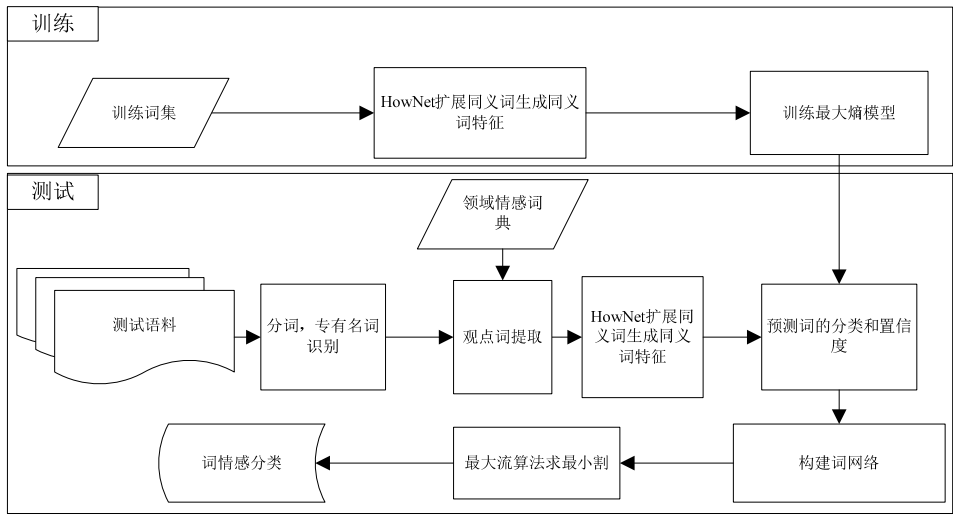 训练
训练词集
HowNet扩展同义词生成同义
词特征
训练最大熵模型
测试
领域情感词
典
测试语料
分词，专有名词
识别
观点词提取
HowNet扩展同
义词生成同义
词特征
预测词的分类和置信
度
词情感分类
最大流算法求最小割
构建词网络